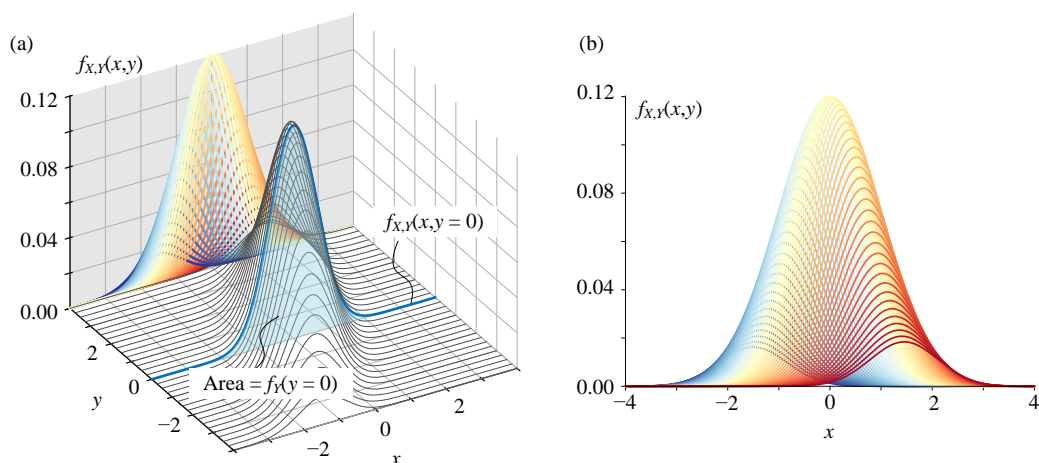 (a)
f_{X,Y}(x,y)
0.12
0.08
0.04
0.00
2
0
−2
y
−2
0
2
x
f_{X,Y}(x,y = 0)
Area = f_Y(y = 0)
(b)
f_{X,Y}(x,y)
0.12
0.08
0.04
0.00
−4
−2
0
2
4
x